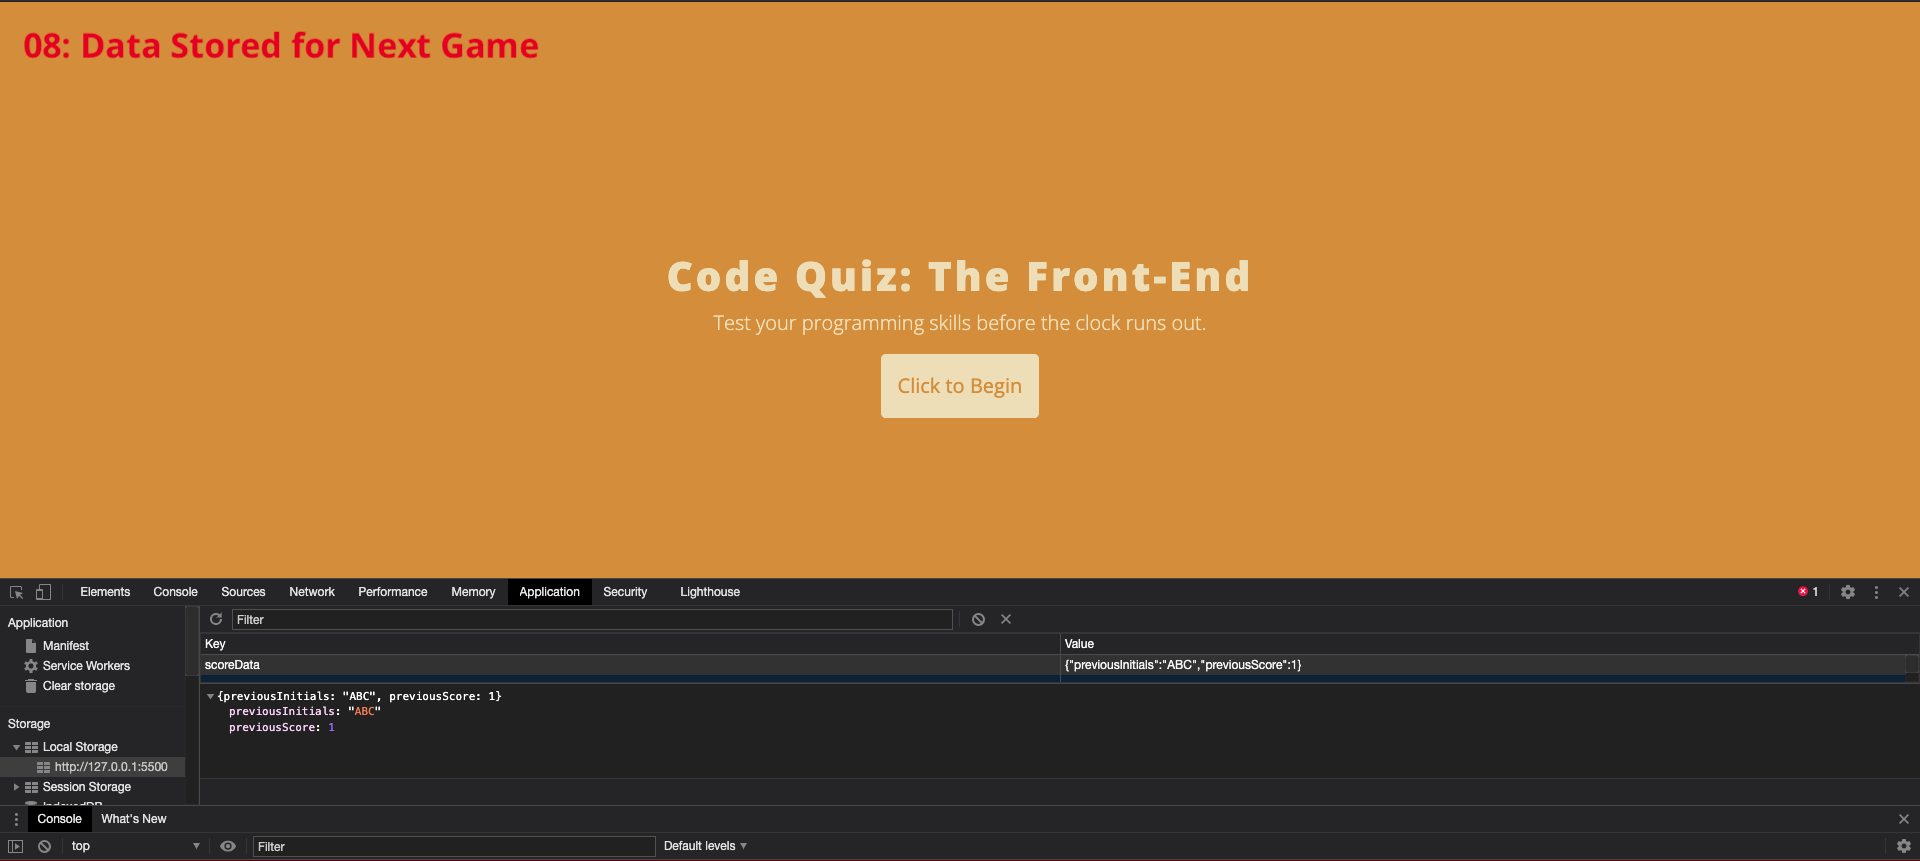 08: Data Stored for Next Game
Code Quiz: The Front-End
Test your programming skills before the clock runs out.
Click to Begin
Elements Console Sources Network Performance Memory Application Security Lighthouse 1
Application
Manifest
Service Workers
Clear storage
Storage
Local Storage
http://127.0.0.1:5500
Session Storage
IndexedDB
Filter
Key Value
scoreData {"previousInitials":"ABC","previousScore":1}
{previousInitials: "ABC", previousScore: 1}
previousInitials: "ABC"
previousScore: 1
Console What's New
top Filter Default levels